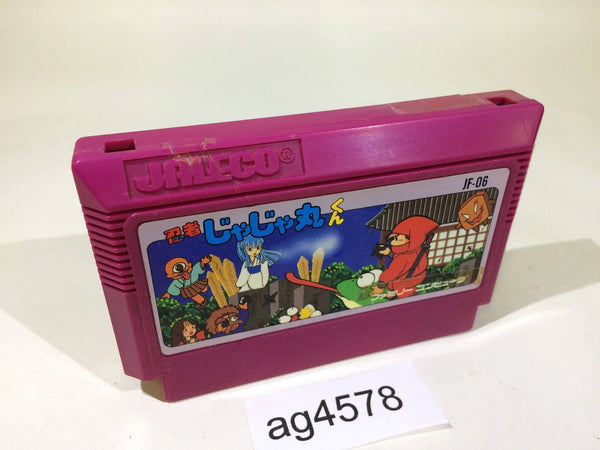 JALECO®
JF-06
忍者じゃじゃ丸くん
ファミリー コンピュータ
ag4578